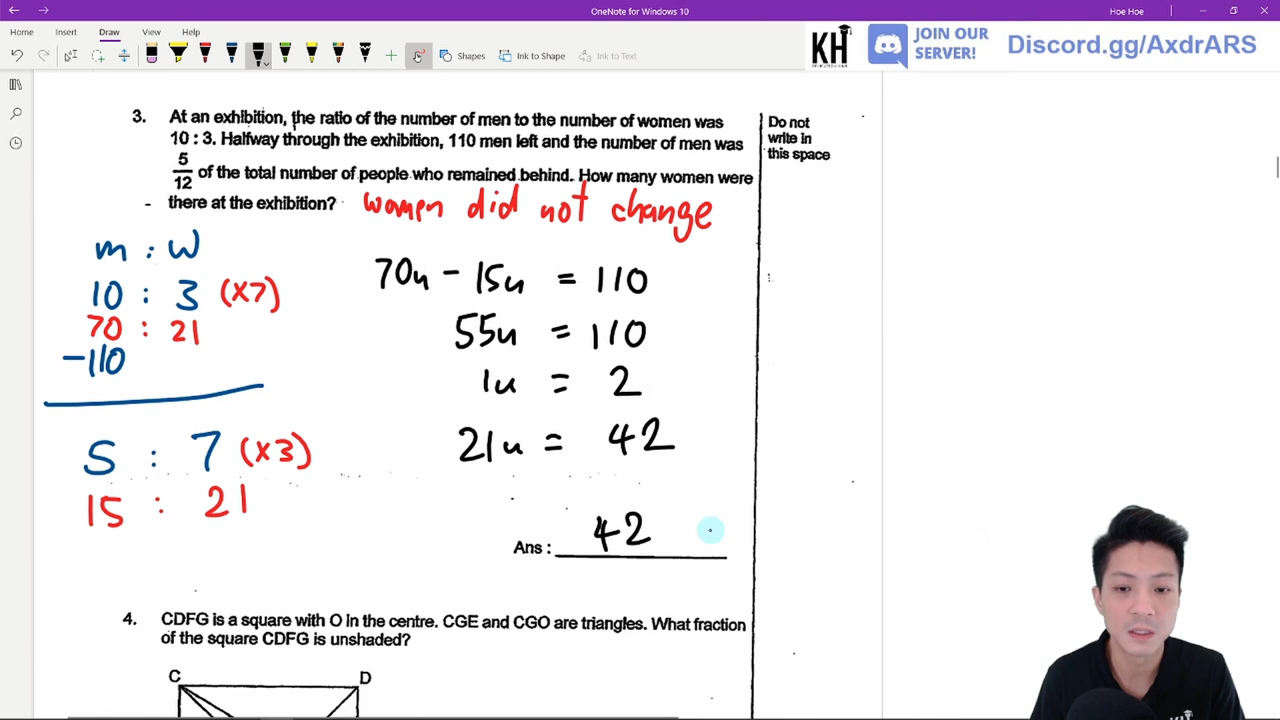 OneNote for Windows 10
Hoe Hoe
Home Insert Draw View Help
Shapes Ink to Shape Ink to Text
KH
JOIN OUR
SERVER!
Discord.gg/AxdrARS
3. At an exhibition, the ratio of the number of men to the number of women was
10 : 3. Halfway through the exhibition, 110 men left and the number of men was
5/12 of the total number of people who remained behind. How many women were
there at the exhibition?
Do not
write in
this space
women did not change
m : W
10 : 3 (x7)
70 : 21
-110
5 : 7 (x3)
15 : 21
70u - 15u = 110
55u = 110
1u = 2
21u = 42
Ans : 42
4. CDFG is a square with O in the centre. CGE and CGO are triangles. What fraction
of the square CDFG is unshaded?
C D
KH